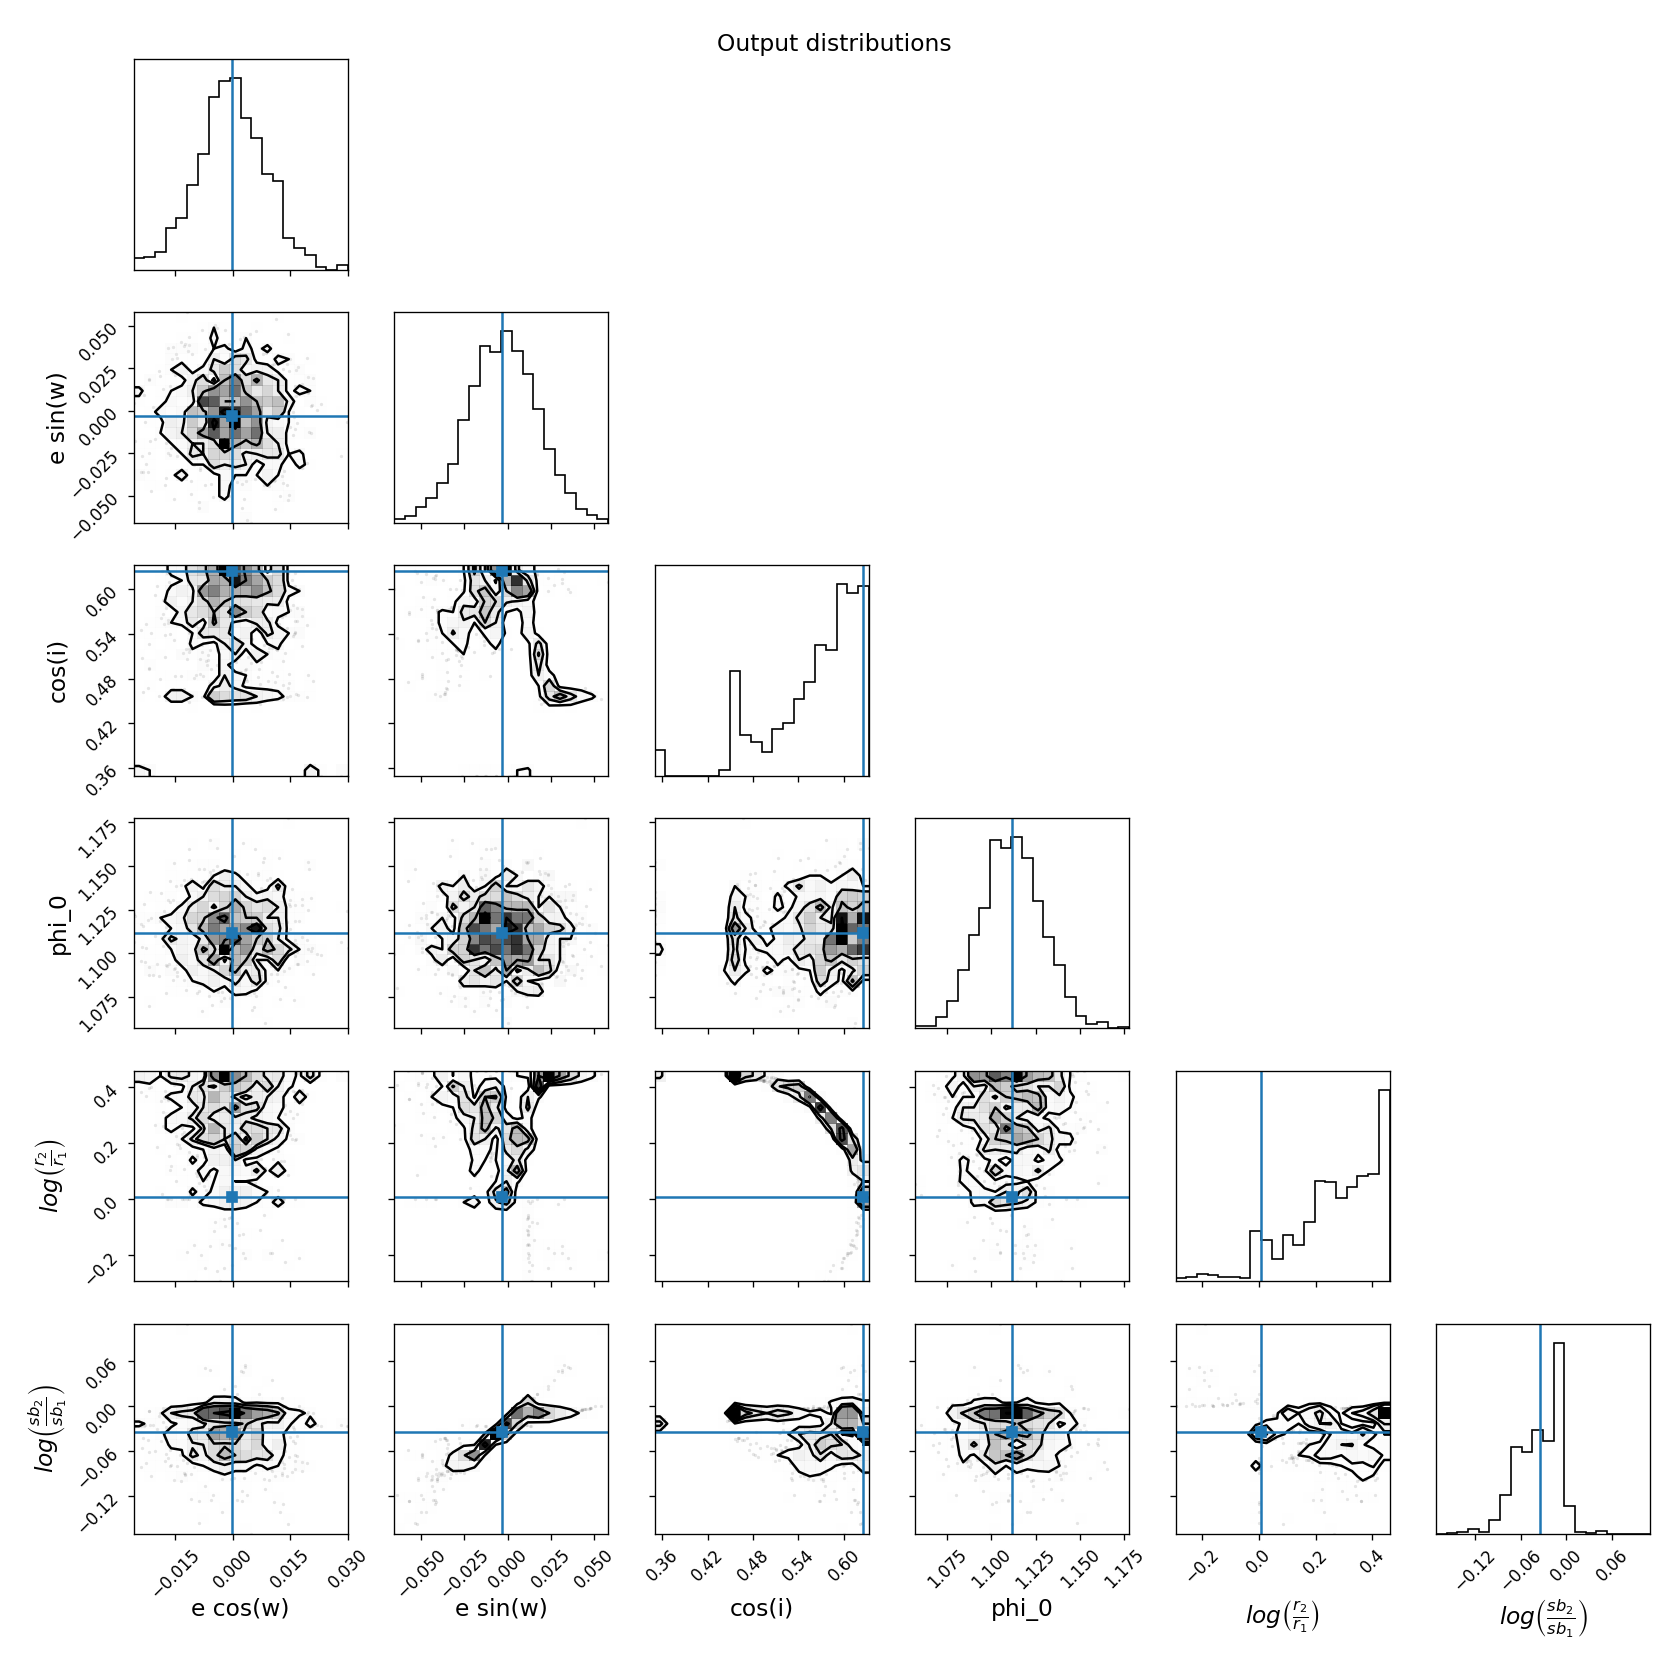 Output distributions
0.050
0.025
0.000
−0.025
−0.050
e sin(w)
0.60
0.54
0.48
0.42
0.36
cos(i)
1.175
1.150
1.125
1.100
1.075
phi_0
0.4
0.2
0.0
−0.2
log(r2/r1)
0.06
0.00
−0.06
−0.12
log(sb2/sb1)
−0.015 0.000 0.015 0.030
−0.050 −0.025 0.000 0.025 0.050
0.36 0.42 0.48 0.54 0.60
1.075 1.100 1.125 1.150 1.175
−0.2 0.0 0.2 0.4
−0.12 −0.06 0.00 0.06
e cos(w) e sin(w) cos(i) phi_0 log(r2/r1) log(sb2/sb1)